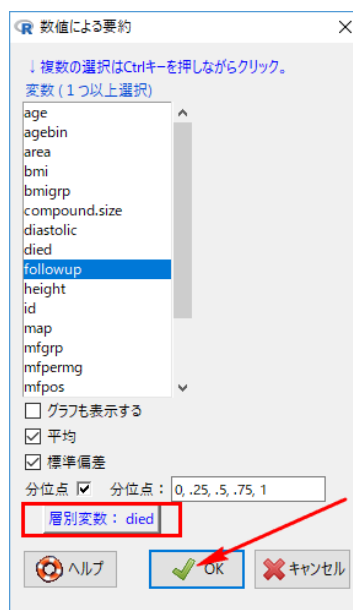 数値による要約
↓複数の選択はCtrlキーを押しながらクリック。
変数(1つ以上選択)
age
agebin
area
bmi
bmigrp
compound.size
diastolic
died
followup
height
id
map
mfgrp
mfpermg
mfpos
グラフも表示する
平均
標準偏差
分位点 分位点： 0, .25, .5, .75, 1
層別変数： died
ヘルプ OK キャンセル